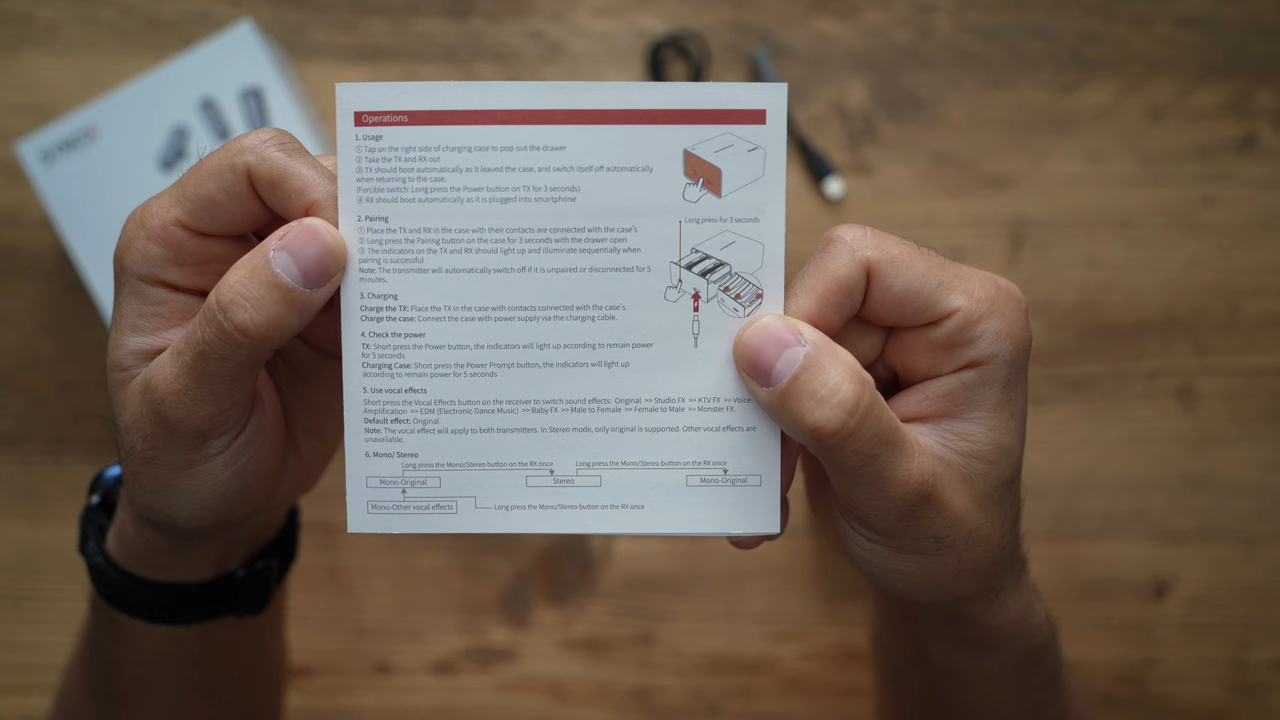 Operations
1. Usage
① Tap on the right side of charging case to pop out the drawer
② Take the TX and RX out
③ TX should boot automatically as it leaved the case, and switch itself off automatically
when returning to the case.
(Forcible switch: Long press the Power button on TX for 3 seconds)
④ RX should boot automatically as it is plugged into smartphone
2. Pairing
① Place the TX and RX in the case with their contacts are connected with the case's
② Long press the Pairing button on the case for 3 seconds with the drawer open
③ The indicators on the TX and RX should light up and illuminate sequentially when
pairing is successful
Note: The transmitter will automatically switch off if it is unpaired or disconnected for 5
minutes.
Long press for 3 seconds
3. Charging
Charge the TX: Place the TX in the case with contacts connected with the case's.
Charge the case: Connect the case with power supply via the charging cable.
4. Check the power
TX: Short press the Power button, the indicators will light up according to remain power
for 5 seconds
Charging Case: Short press the Power Prompt button, the indicators will light up
according to remain power for 5 seconds
5. Use vocal effects
Short press the Vocal Effects button on the receiver to switch sound effects: Original >> Studio FX >> KTV FX >> Voice
Amplification >> EDM (Electronic Dance Music) >> Baby FX >> Male to Female >> Female to Male >> Monster FX.
Default effect: Original.
Note: The vocal effect will apply to both transmitters. In Stereo mode, only original is supported. Other vocal effects are
unavailable.
6. Mono/ Stereo
Long press the Mono/Stereo button on the RX once
Long press the Mono/Stereo button on the RX once
Mono-Original
Stereo
Mono-Original
Mono-Other vocal effects
Long press the Mono/Stereo button on the RX once